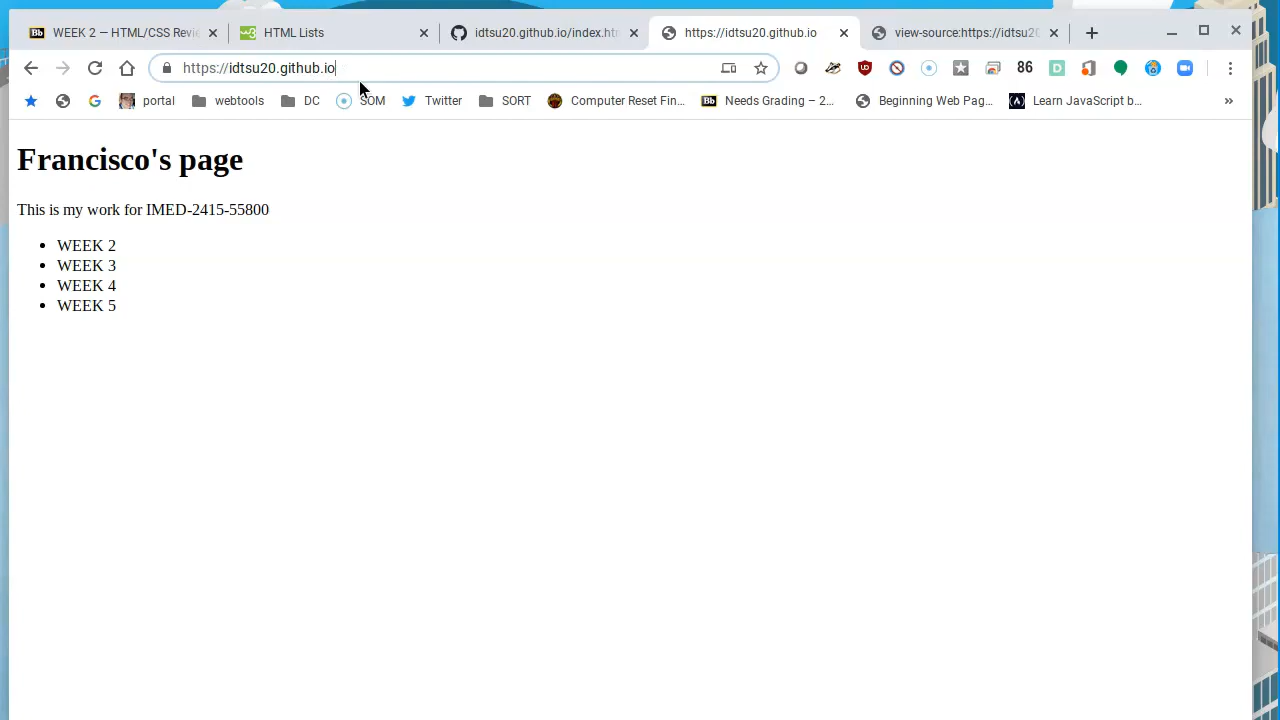 WEEK 2 — HTML/CSS Revie
HTML Lists
idtsu20.github.io/index.htm
https://idtsu20.github.io
view-source:https://idtsu20
https://idtsu20.github.io
86
D
portal
webtools
DC
SOM
Twitter
SORT
Computer Reset Fin...
Bb
Needs Grading – 2...
Beginning Web Pag...
Learn JavaScript b...
»
Francisco's page
This is my work for IMED-2415-55800
• WEEK 2
• WEEK 3
• WEEK 4
• WEEK 5